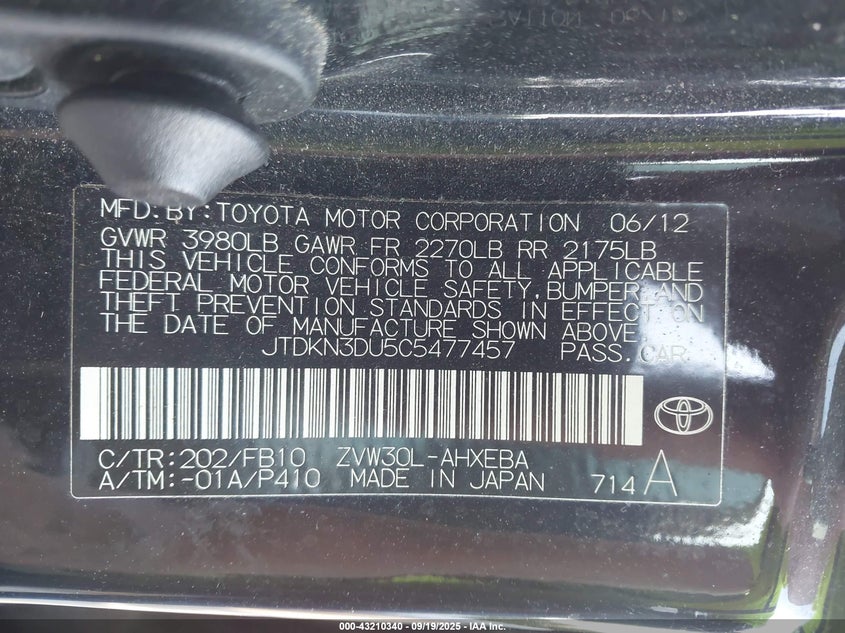 MFD.BY:TOYOTA MOTOR CORPORATION 06/12
GVWR 3980LB GAWR FR 2270LB RR 2175LB
THIS VEHICLE CONFORMS TO ALL APPLICABLE
FEDERAL MOTOR VEHICLE SAFETY,BUMPER,AND
THEFT PREVENTION STANDARDS IN EFFECT ON
THE DATE OF MANUFACTURE SHOWN ABOVE.
JTDKN3DU5C5477457 PASS.CAR
C/TR:202/FB10 ZVW30L-AHXEBA
A/TM:-01A/P410 MADE IN JAPAN 714 A
000-43210340 - 09/19/2025 - IAA Inc.